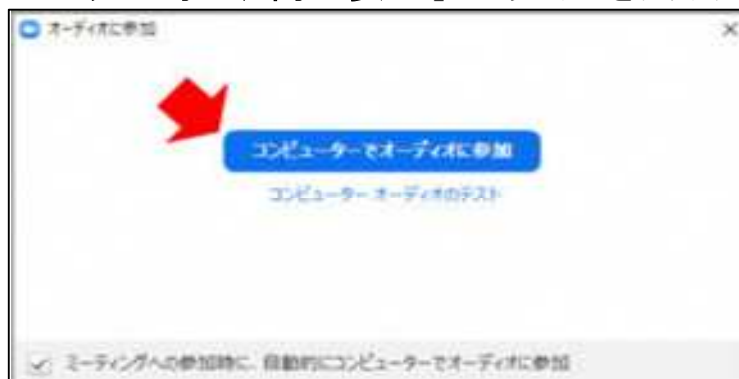 オーディオに参加
コンピューターでオーディオに参加
コンピューター オーディオのテスト
ミーティングへの参加時に、自動的にコンピューターでオーディオに参加